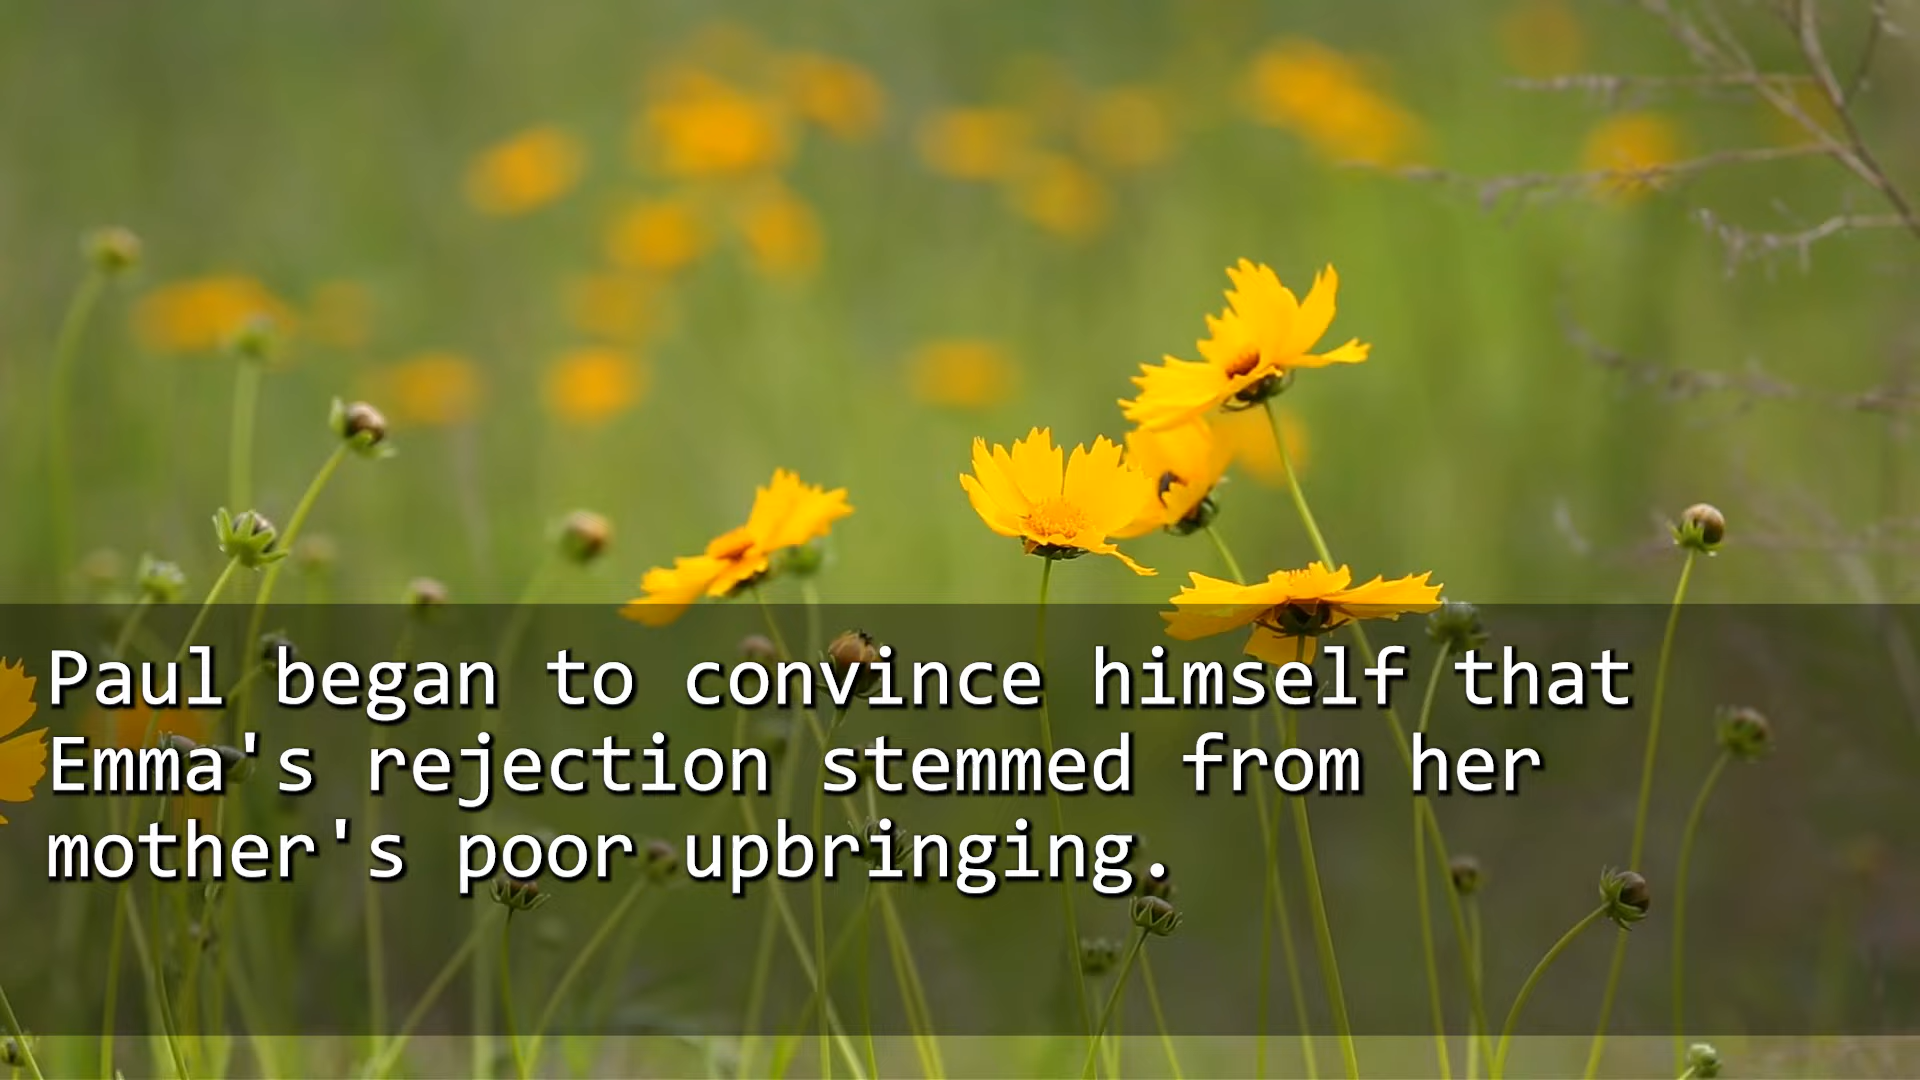 Paul began to convince himself that
Emma's rejection stemmed from her
mother's poor upbringing.